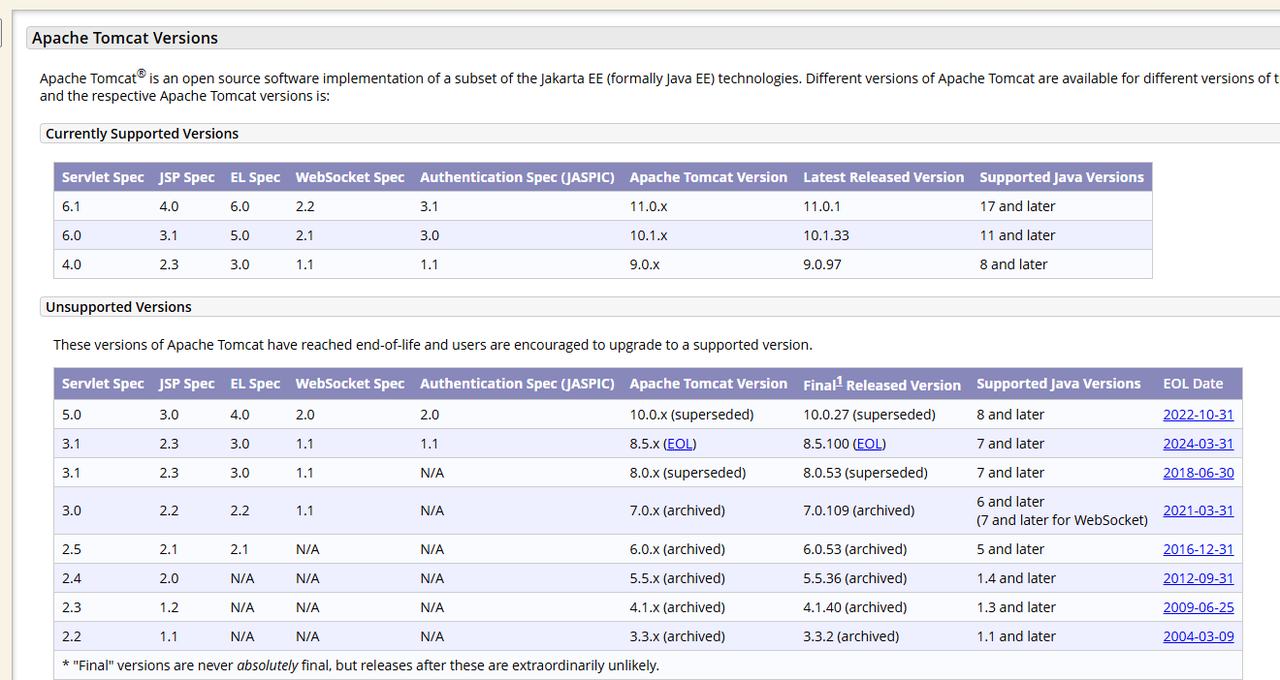 Apache Tomcat Versions
Apache Tomcat® is an open source software implementation of a subset of the Jakarta EE (formally Java EE) technologies. Different versions of Apache Tomcat are available for different versions of
and the respective Apache Tomcat versions is:
Currently Supported Versions
Servlet Spec JSP Spec EL Spec WebSocket Spec Authentication Spec (JASPIC) Apache Tomcat Version Latest Released Version Supported Java Versions
6.1 4.0 6.0 2.2 3.1 11.0.x 11.0.1 17 and later
6.0 3.1 5.0 2.1 3.0 10.1.x 10.1.33 11 and later
4.0 2.3 3.0 1.1 1.1 9.0.x 9.0.97 8 and later
Unsupported Versions
These versions of Apache Tomcat have reached end-of-life and users are encouraged to upgrade to a supported version.
Servlet Spec JSP Spec EL Spec WebSocket Spec Authentication Spec (JASPIC) Apache Tomcat Version Final1 Released Version Supported Java Versions EOL Date
5.0 3.0 4.0 2.0 2.0 10.0.x (superseded) 10.0.27 (superseded) 8 and later 2022-10-31
3.1 2.3 3.0 1.1 1.1 8.5.x (EOL) 8.5.100 (EOL) 7 and later 2024-03-31
3.1 2.3 3.0 1.1 N/A 8.0.x (superseded) 8.0.53 (superseded) 7 and later 2018-06-30
3.0 2.2 2.2 1.1 N/A 7.0.x (archived) 7.0.109 (archived) 6 and later 2021-03-31
(7 and later for WebSocket)
2.5 2.1 2.1 N/A N/A 6.0.x (archived) 6.0.53 (archived) 5 and later 2016-12-31
2.4 2.0 N/A N/A N/A 5.5.x (archived) 5.5.36 (archived) 1.4 and later 2012-09-31
2.3 1.2 N/A N/A N/A 4.1.x (archived) 4.1.40 (archived) 1.3 and later 2009-06-25
2.2 1.1 N/A N/A N/A 3.3.x (archived) 3.3.2 (archived) 1.1 and later 2004-03-09
* "Final" versions are never absolutely final, but releases after these are extraordinarily unlikely.